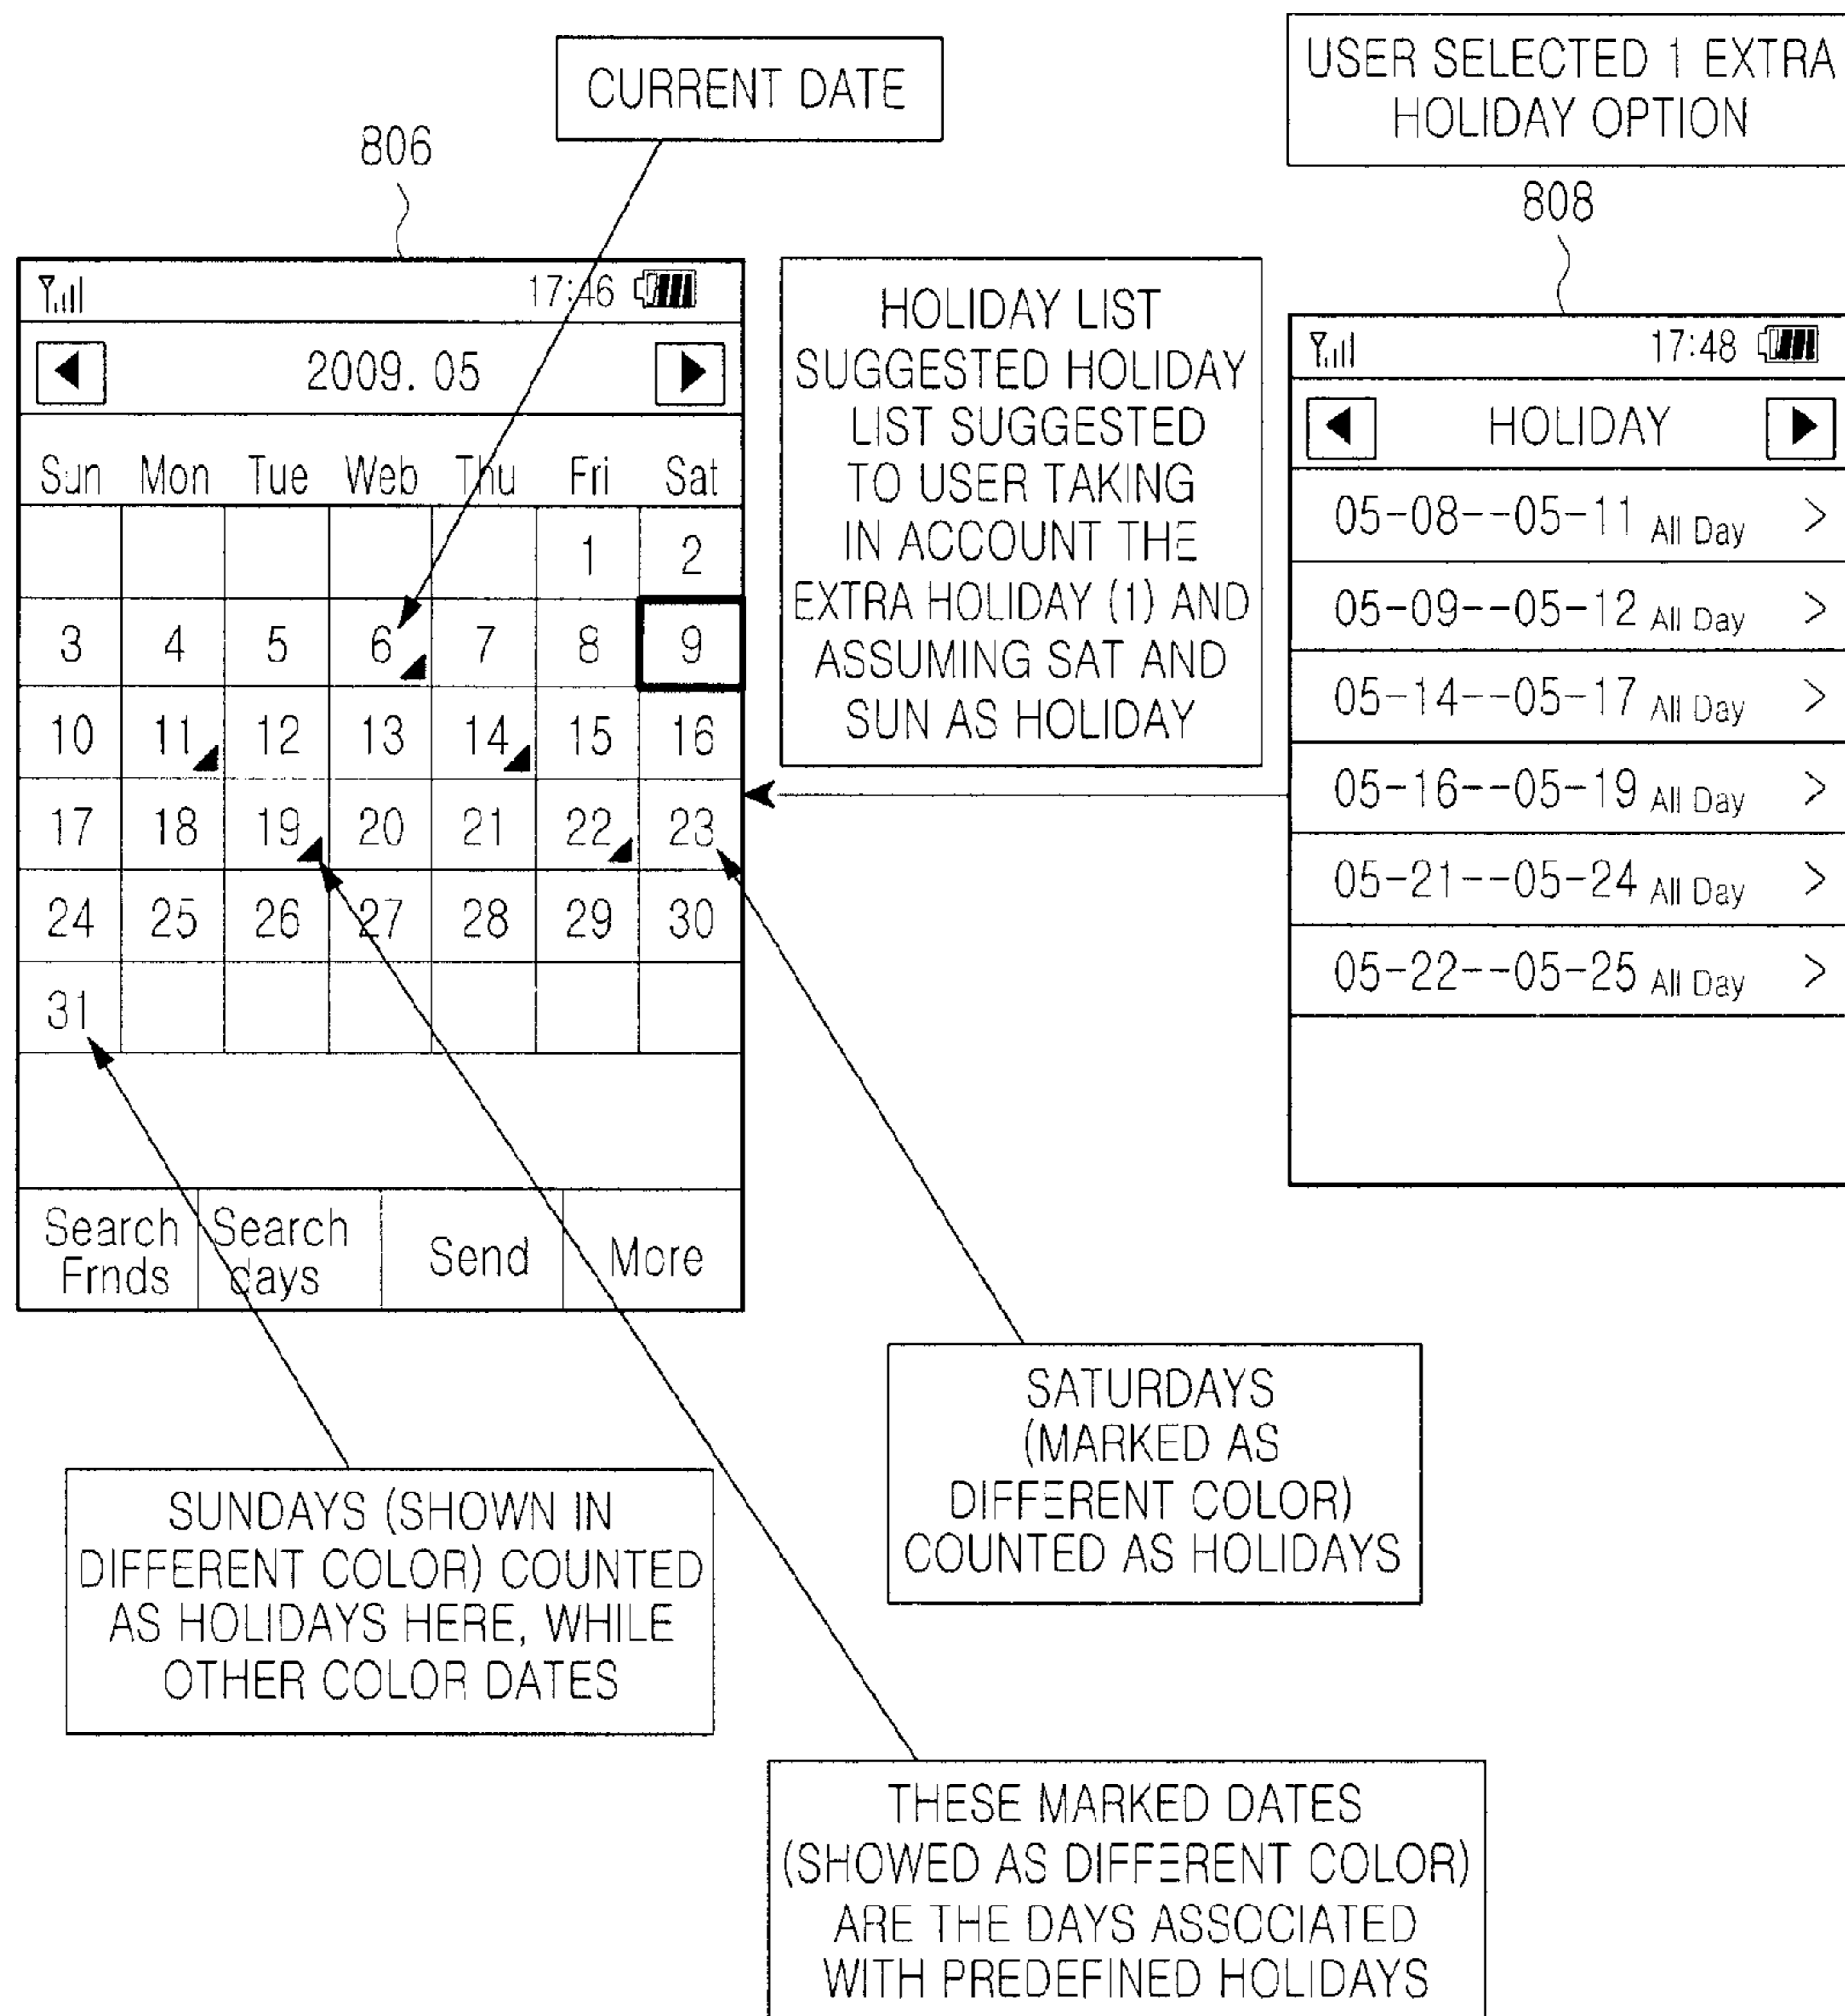 CURRENT DATE
USER SELECTED 1 EXTRA
HOLIDAY OPTION
806
808
17:46
2009. 05
Sun Mon Tue Web Thu Fri Sat
1 2
3 4 5 6 7 8 9
10 11 12 13 14 15 16
17 18 19 20 21 22 23
24 25 26 27 28 29 30
31
Search Frnds
Search days
Send
More
HOLIDAY LIST
SUGGESTED HOLIDAY
LIST SUGGESTED
TO USER TAKING
IN ACCOUNT THE
EXTRA HOLIDAY (1) AND
ASSUMING SAT AND
SUN AS HOLIDAY
17:48
HOLIDAY
05-08--05-11 All Day >
05-09--05-12 All Day >
05-14--05-17 All Day >
05-16--05-19 All Day >
05-21--05-24 All Day >
05-22--05-25 All Day >
SATURDAYS
(MARKED AS
DIFFERENT COLOR)
COUNTED AS HOLIDAYS
SUNDAYS (SHOWN IN
DIFFERENT COLOR) COUNTED
AS HOLIDAYS HERE, WHILE
OTHER COLOR DATES
THESE MARKED DATES
(SHOWED AS DIFFERENT COLOR)
ARE THE DAYS ASSOCIATED
WITH PREDEFINED HOLIDAYS